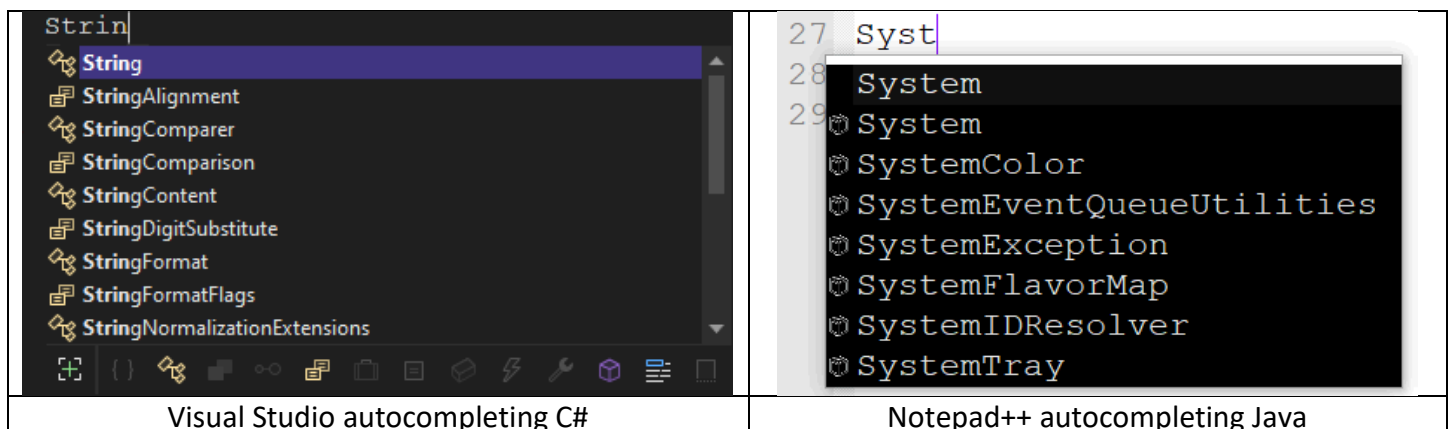 Strin
String
StringAlignment
StringComparer
StringComparison
StringContent
StringDigitSubstitute
StringFormat
StringFormatFlags
StringNormalizationExtensions
Visual Studio autocompleting C#
27 Syst
28
29
System
System
SystemColor
SystemEventQueueUtilities
SystemException
SystemFlavorMap
SystemIDResolver
SystemTray
Notepad++ autocompleting Java